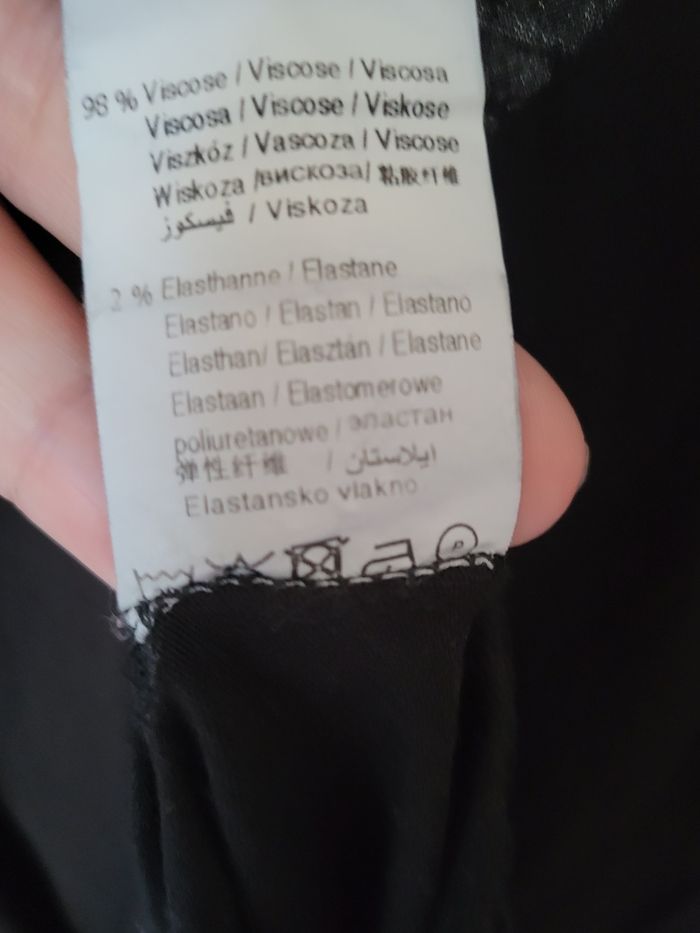 98 % Viscose / Viscose / Viscosa
Viscosa / Viscose / Viskose
Viszkóz / Vascoza / Viscose
Wiskoza /вискоза/ 粘胶纤维
فيسكوز / Viskoza
2 % Elasthanne / Elastane
Elastano / Elastan / Elastano
Elasthan/ Elasztán / Elastane
Elastaan / Elastomerowe
poliuretanowe / эластан
弹性纤维 / ايلاستان
Elastansko vlakno